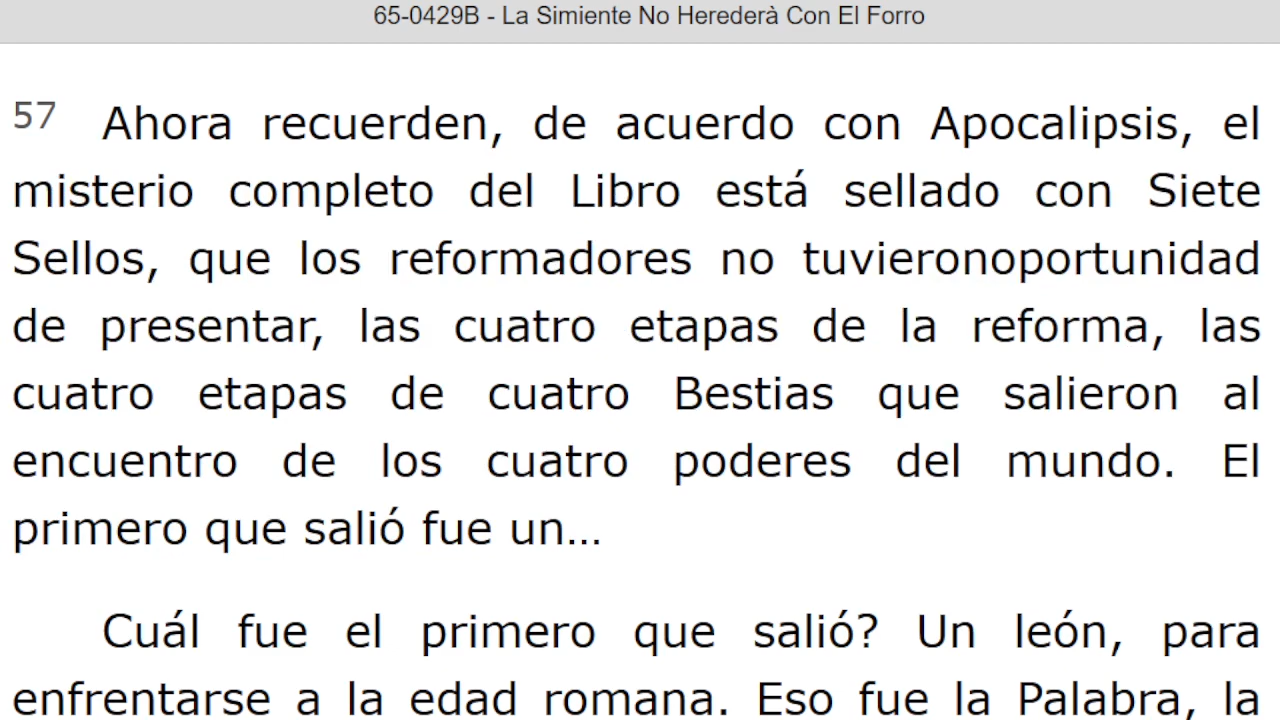 65-0429B - La Simiente No Herederà Con El Forro
57 Ahora recuerden, de acuerdo con Apocalipsis, el
misterio completo del Libro está sellado con Siete
Sellos, que los reformadores no tuvieronoportunidad
de presentar, las cuatro etapas de la reforma, las
cuatro etapas de cuatro Bestias que salieron al
encuentro de los cuatro poderes del mundo. El
primero que salió fue un...
Cuál fue el primero que salió? Un león, para
enfrentarse a la edad romana. Eso fue la Palabra, la